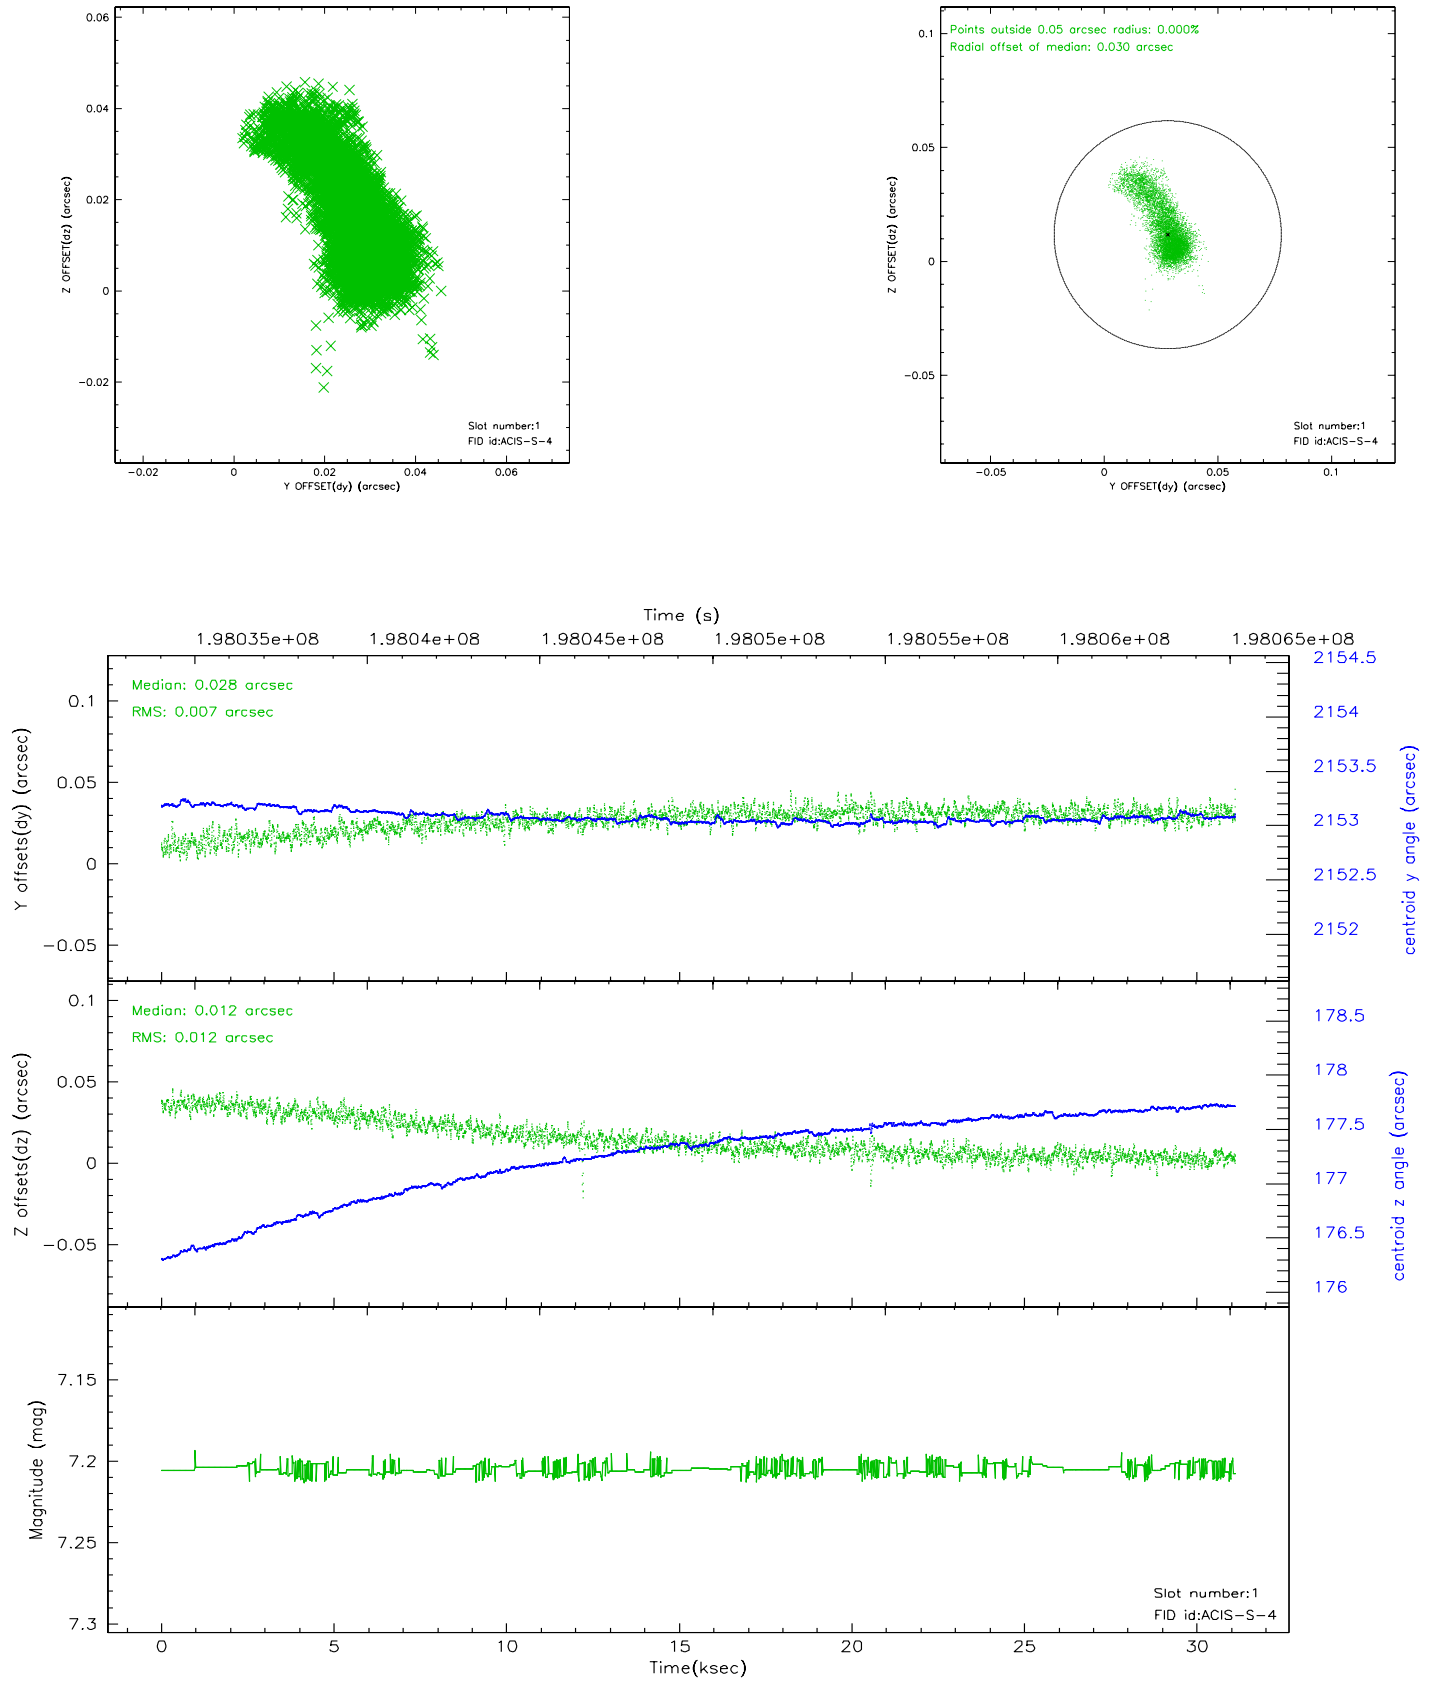 0.06
0.04
0.02
0
−0.02
Z OFFSET(dz) (arcsec)
Slot number:1
FID id:ACIS−S−4
−0.02 0 0.02 0.04 0.06
Y OFFSET(dy) (arcsec)
Points outside 0.05 arcsec radius: 0.000%
Radial offset of median: 0.030 arcsec
0.1
0.05
0
−0.05
Z OFFSET(dz) (arcsec)
Slot number:1
FID id:ACIS−S−4
−0.05 0 0.05 0.1
Y OFFSET(dy) (arcsec)
Time (s)
1.98035e+08 1.9804e+08 1.98045e+08 1.9805e+08 1.98055e+08 1.9806e+08 1.98065e+08
Median: 0.028 arcsec
RMS: 0.007 arcsec
0.1
0.05
0
−0.05
Y offsets(dy) (arcsec)
2154.5
2154
2153.5
2153
2152.5
2152
centroid y angle (arcsec)
Median: 0.012 arcsec
RMS: 0.012 arcsec
0.1
0.05
0
−0.05
Z offsets(dz) (arcsec)
178.5
178
177.5
177
176.5
176
centroid z angle (arcsec)
7.15
7.2
7.25
7.3
Magnitude (mag)
Slot number:1
FID id:ACIS−S−4
0 5 10 15 20 25 30
Time(ksec)